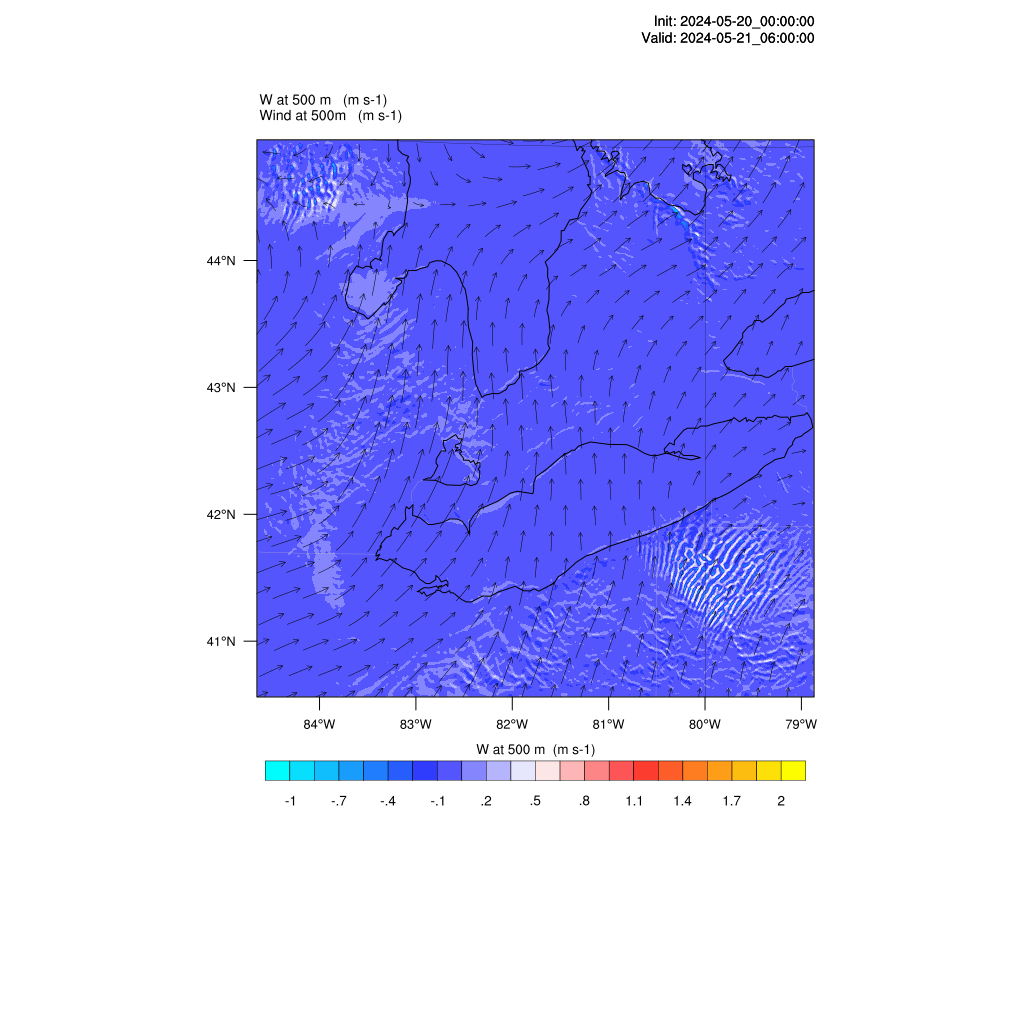 Init: 2024-05-20_00:00:00
Valid: 2024-05-21_06:00:00
W at 500 m   (m s-1)
Wind at 500m   (m s-1)
44°N
43°N
42°N
41°N
84°W 83°W 82°W 81°W 80°W 79°W
W at 500 m  (m s-1)
-1 -.7 -.4 -.1 .2 .5 .8 1.1 1.4 1.7 2